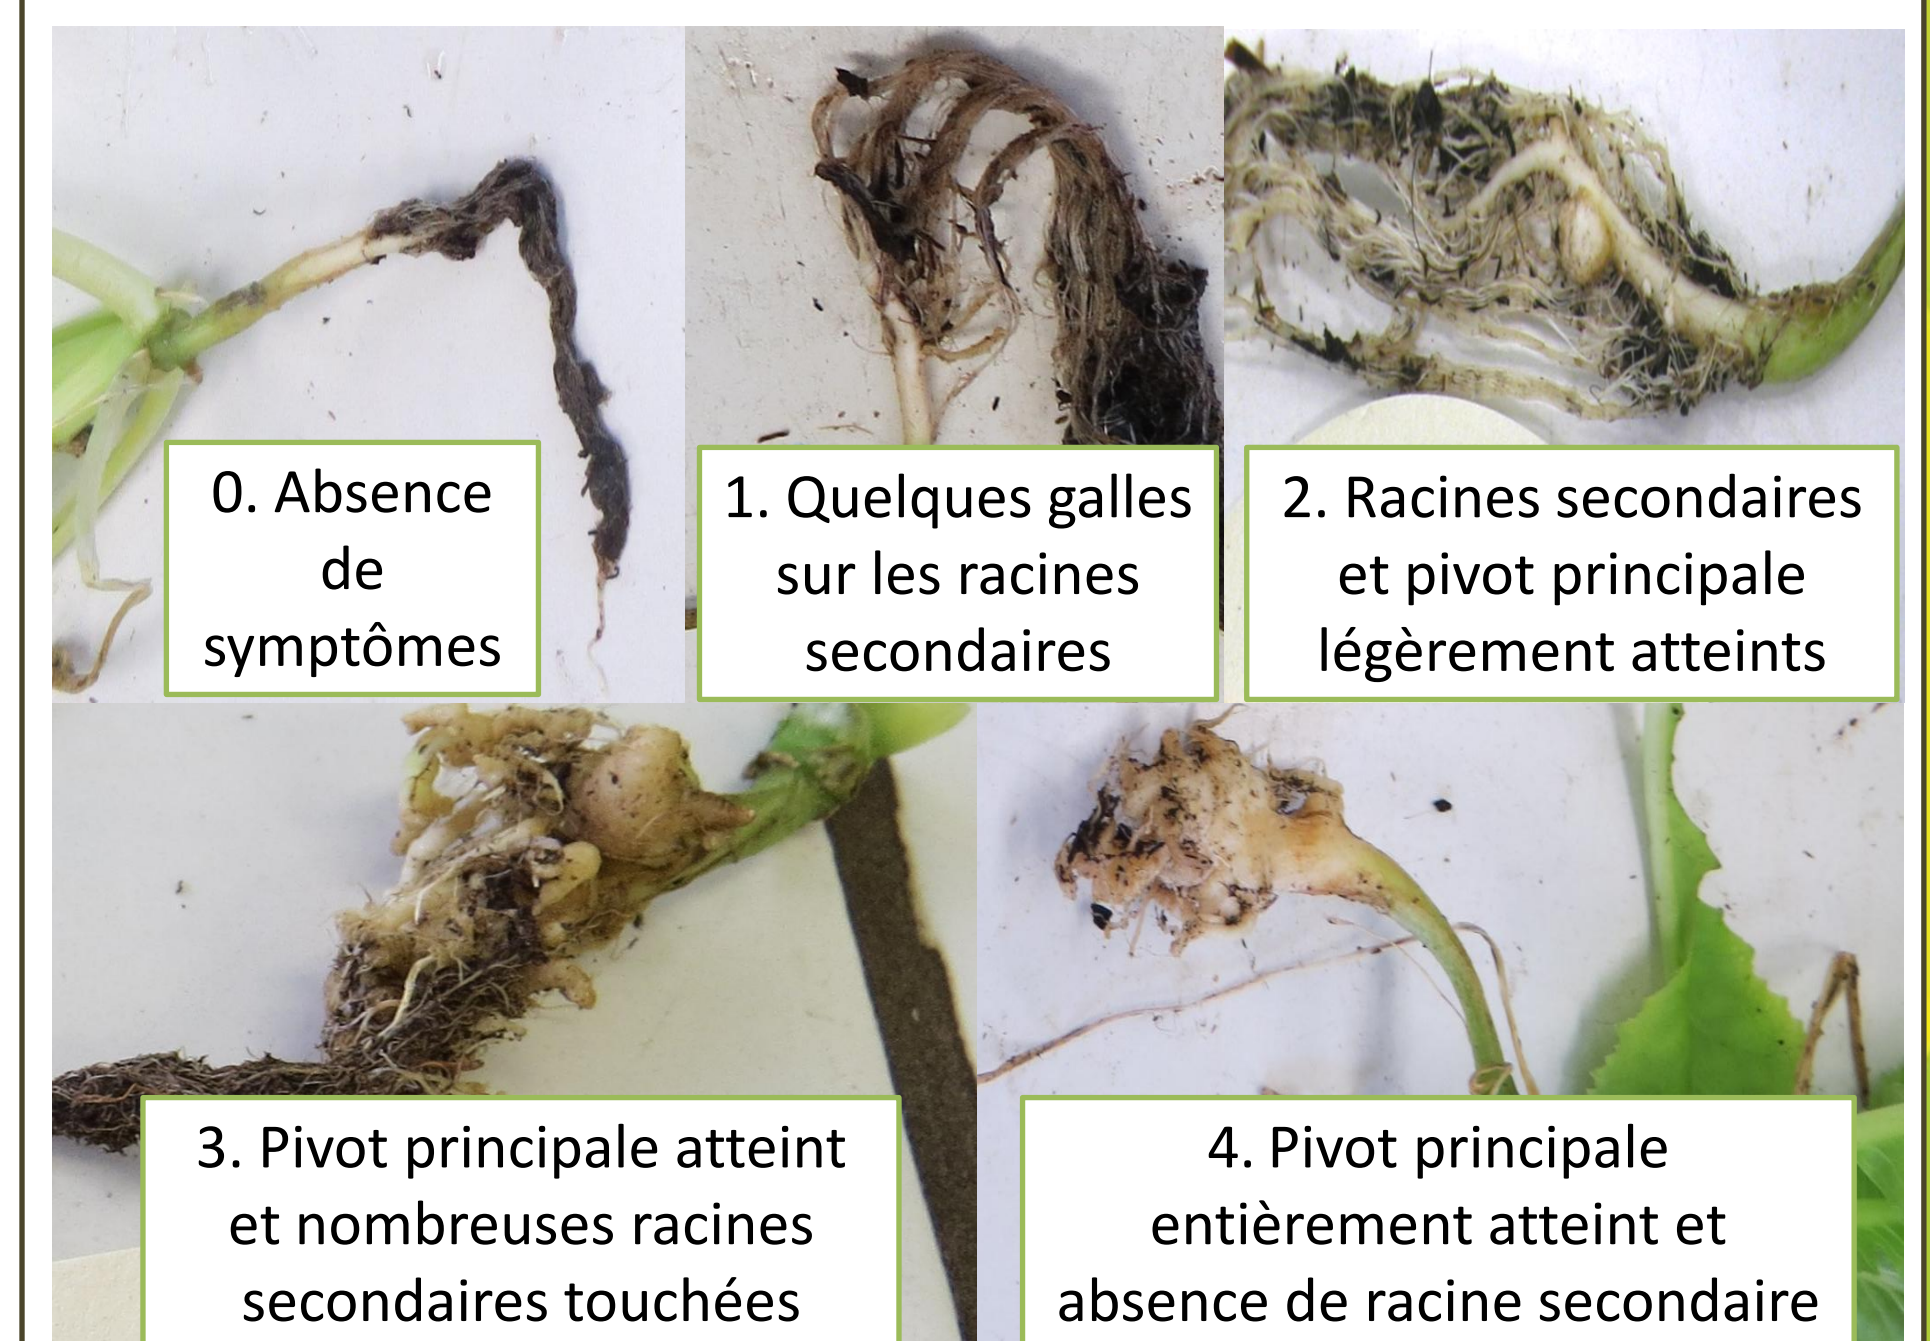 0. Absence
de
symptômes
1. Quelques galles
sur les racines
secondaires
2. Racines secondaires
et pivot principale
légèrement atteints
3. Pivot principale atteint
et nombreuses racines
secondaires touchées
4. Pivot principale
entièrement atteint et
absence de racine secondaire